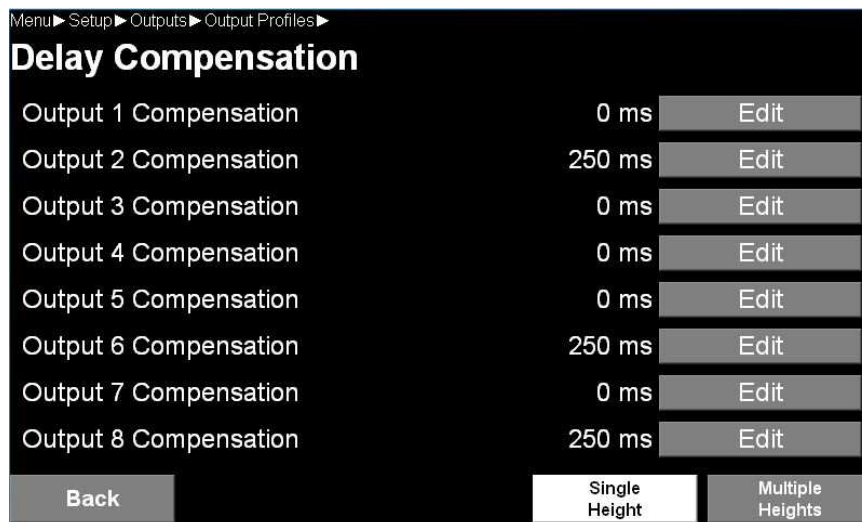 Menu▶Setup▶Outputs▶Output Profiles▶
Delay Compensation
Output 1 Compensation 0 ms Edit
Output 2 Compensation 250 ms Edit
Output 3 Compensation 0 ms Edit
Output 4 Compensation 0 ms Edit
Output 5 Compensation 0 ms Edit
Output 6 Compensation 250 ms Edit
Output 7 Compensation 0 ms Edit
Output 8 Compensation 250 ms Edit
Back
Single
Height
Multiple
Heights